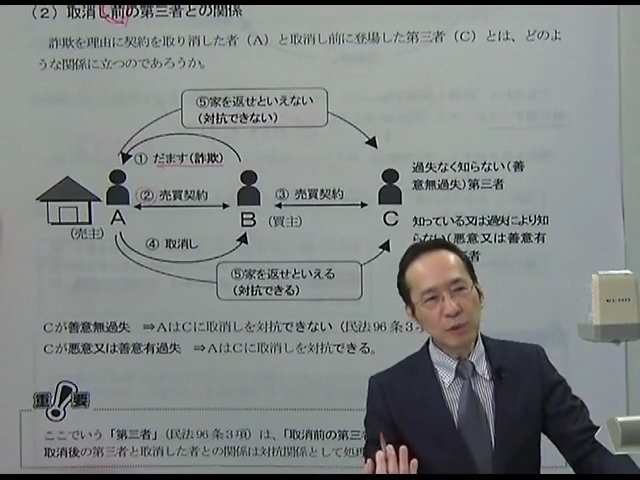 (2) 取消し前の第三者との関係
詐欺を理由に契約を取り消した者(A)と取消し前に登場した第三者(C)とは、どのよ
うな関係に立つのであろうか。
⑤家を返せといえない
(対抗できない)
① だます(詐欺)
過失なく知らない(善
意無過失)第三者
② 売買契約
③ 売買契約
A
B
C
(売主)
(買主)
知っている又は過失により知
らない(悪意又は善意有
④ 取消し
⑤家を返せといえる
(対抗できる)
Cが善意無過失 ⇒AはCに取消しを対抗できない(民法96条3
Cが悪意又は善意有過失 ⇒AはCに取消しを対抗できる。
重要
ここでいう「第三者」(民法96条3項)は、「取消前の第三
取消後の第三者と取消した者との関係は対抗関係として処